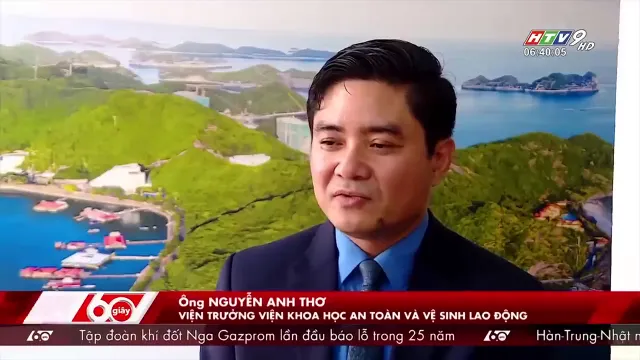 HTV9 HD
06:40:05
60 giây
Ông NGUYỄN ANH THƠ
VIỆN TRƯỞNG VIỆN KHOA HỌC AN TOÀN VÀ VỆ SINH LAO ĐỘNG
60 Tập đoàn khí đốt Nga Gazprom lần đầu báo lỗ trong 25 năm 60 Hàn-Trung-Nhật n